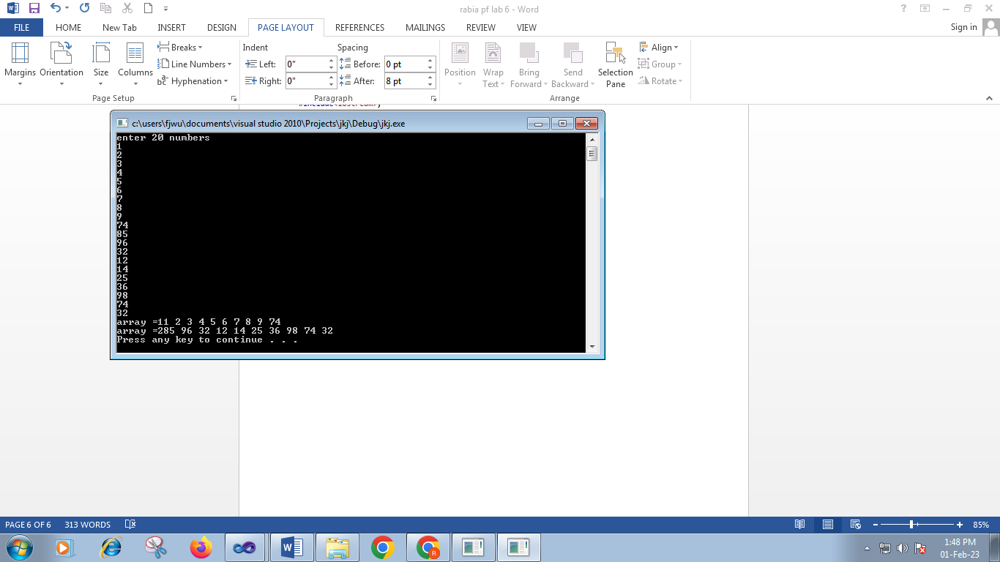 rabia pf lab 6 - Word
FILE HOME New Tab INSERT DESIGN PAGE LAYOUT REFERENCES MAILINGS REVIEW VIEW Sign in
Margins
Orientation
Size
Columns
Breaks
Line Numbers
Hyphenation
Page Setup
Indent
Left: 0"
Right: 0"
Spacing
Before: 0 pt
After: 8 pt
Paragraph
Position
Wrap Text
Bring Forward
Send Backward
Selection Pane
Align
Group
Rotate
Arrange
c:\users\fjwu\documents\visual studio 2010\Projects\jkj\Debug\jkj.exe
enter 20 numbers
1
2
3
4
5
6
7
8
9
74
85
96
32
12
14
25
36
98
74
32
array =11 2 3 4 5 6 7 8 9 74
array =285 96 32 12 14 25 36 98 74 32
Press any key to continue . . .
PAGE 6 OF 6 313 WORDS 85%
1:48 PM
01-Feb-23